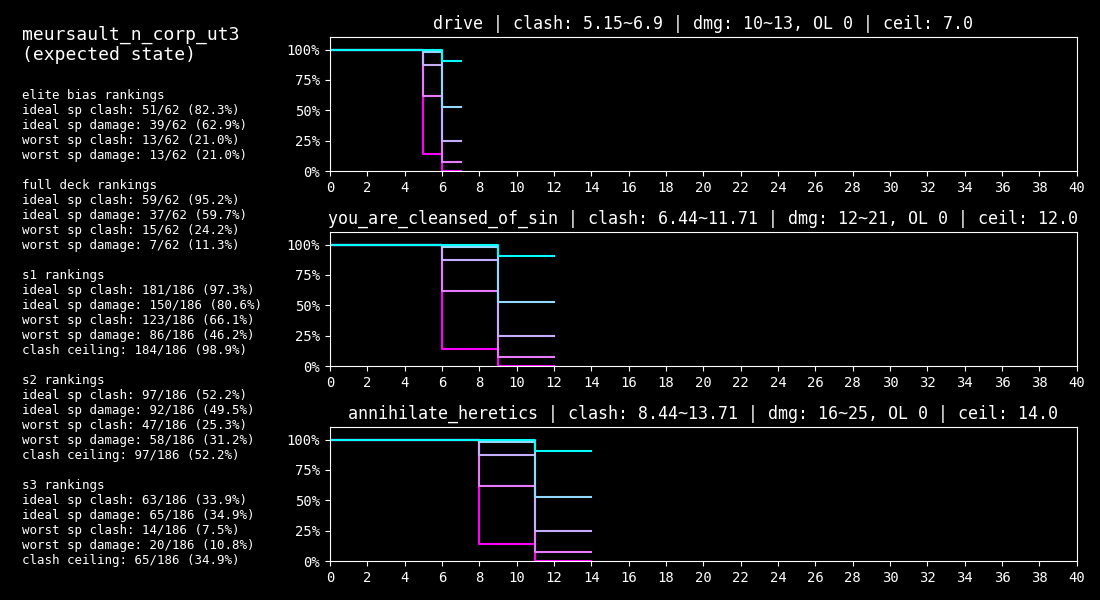 meursault_n_corp_ut3
(expected state)
elite bias rankings
ideal sp clash: 51/62 (82.3%)
ideal sp damage: 39/62 (62.9%)
worst sp clash: 13/62 (21.0%)
worst sp damage: 13/62 (21.0%)
full deck rankings
ideal sp clash: 59/62 (95.2%)
ideal sp damage: 37/62 (59.7%)
worst sp clash: 15/62 (24.2%)
worst sp damage: 7/62 (11.3%)
s1 rankings
ideal sp clash: 181/186 (97.3%)
ideal sp damage: 150/186 (80.6%)
worst sp clash: 123/186 (66.1%)
worst sp damage: 86/186 (46.2%)
clash ceiling: 184/186 (98.9%)
s2 rankings
ideal sp clash: 97/186 (52.2%)
ideal sp damage: 92/186 (49.5%)
worst sp clash: 47/186 (25.3%)
worst sp damage: 58/186 (31.2%)
clash ceiling: 97/186 (52.2%)
s3 rankings
ideal sp clash: 63/186 (33.9%)
ideal sp damage: 65/186 (34.9%)
worst sp clash: 14/186 (7.5%)
worst sp damage: 20/186 (10.8%)
clash ceiling: 65/186 (34.9%)
drive | clash: 5.15~6.9 | dmg: 10~13, OL 0 | ceil: 7.0
100%
75%
50%
25%
0%
0 2 4 6 8 10 12 14 16 18 20 22 24 26 28 30 32 34 36 38 40
you_are_cleansed_of_sin | clash: 6.44~11.71 | dmg: 12~21, OL 0 | ceil: 12.0
100%
75%
50%
25%
0%
0 2 4 6 8 10 12 14 16 18 20 22 24 26 28 30 32 34 36 38 40
annihilate_heretics | clash: 8.44~13.71 | dmg: 16~25, OL 0 | ceil: 14.0
100%
75%
50%
25%
0%
0 2 4 6 8 10 12 14 16 18 20 22 24 26 28 30 32 34 36 38 40